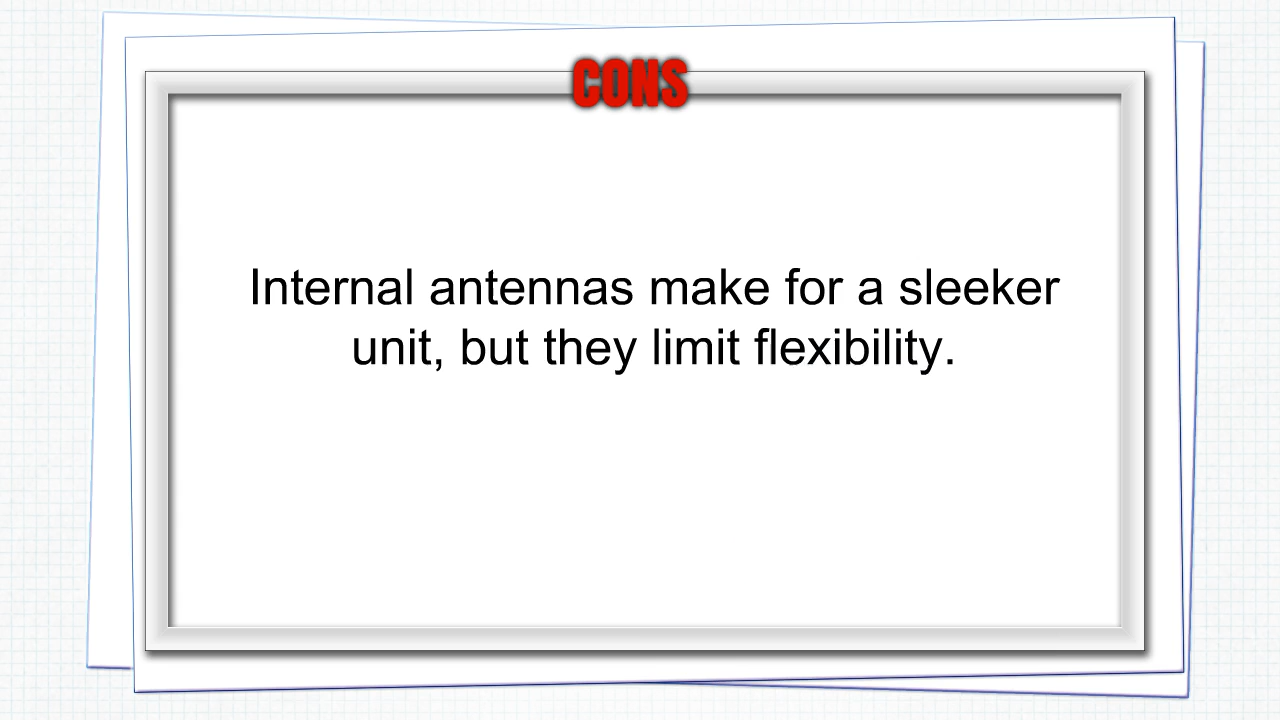 CONS
Internal antennas make for a sleeker
unit, but they limit flexibility.